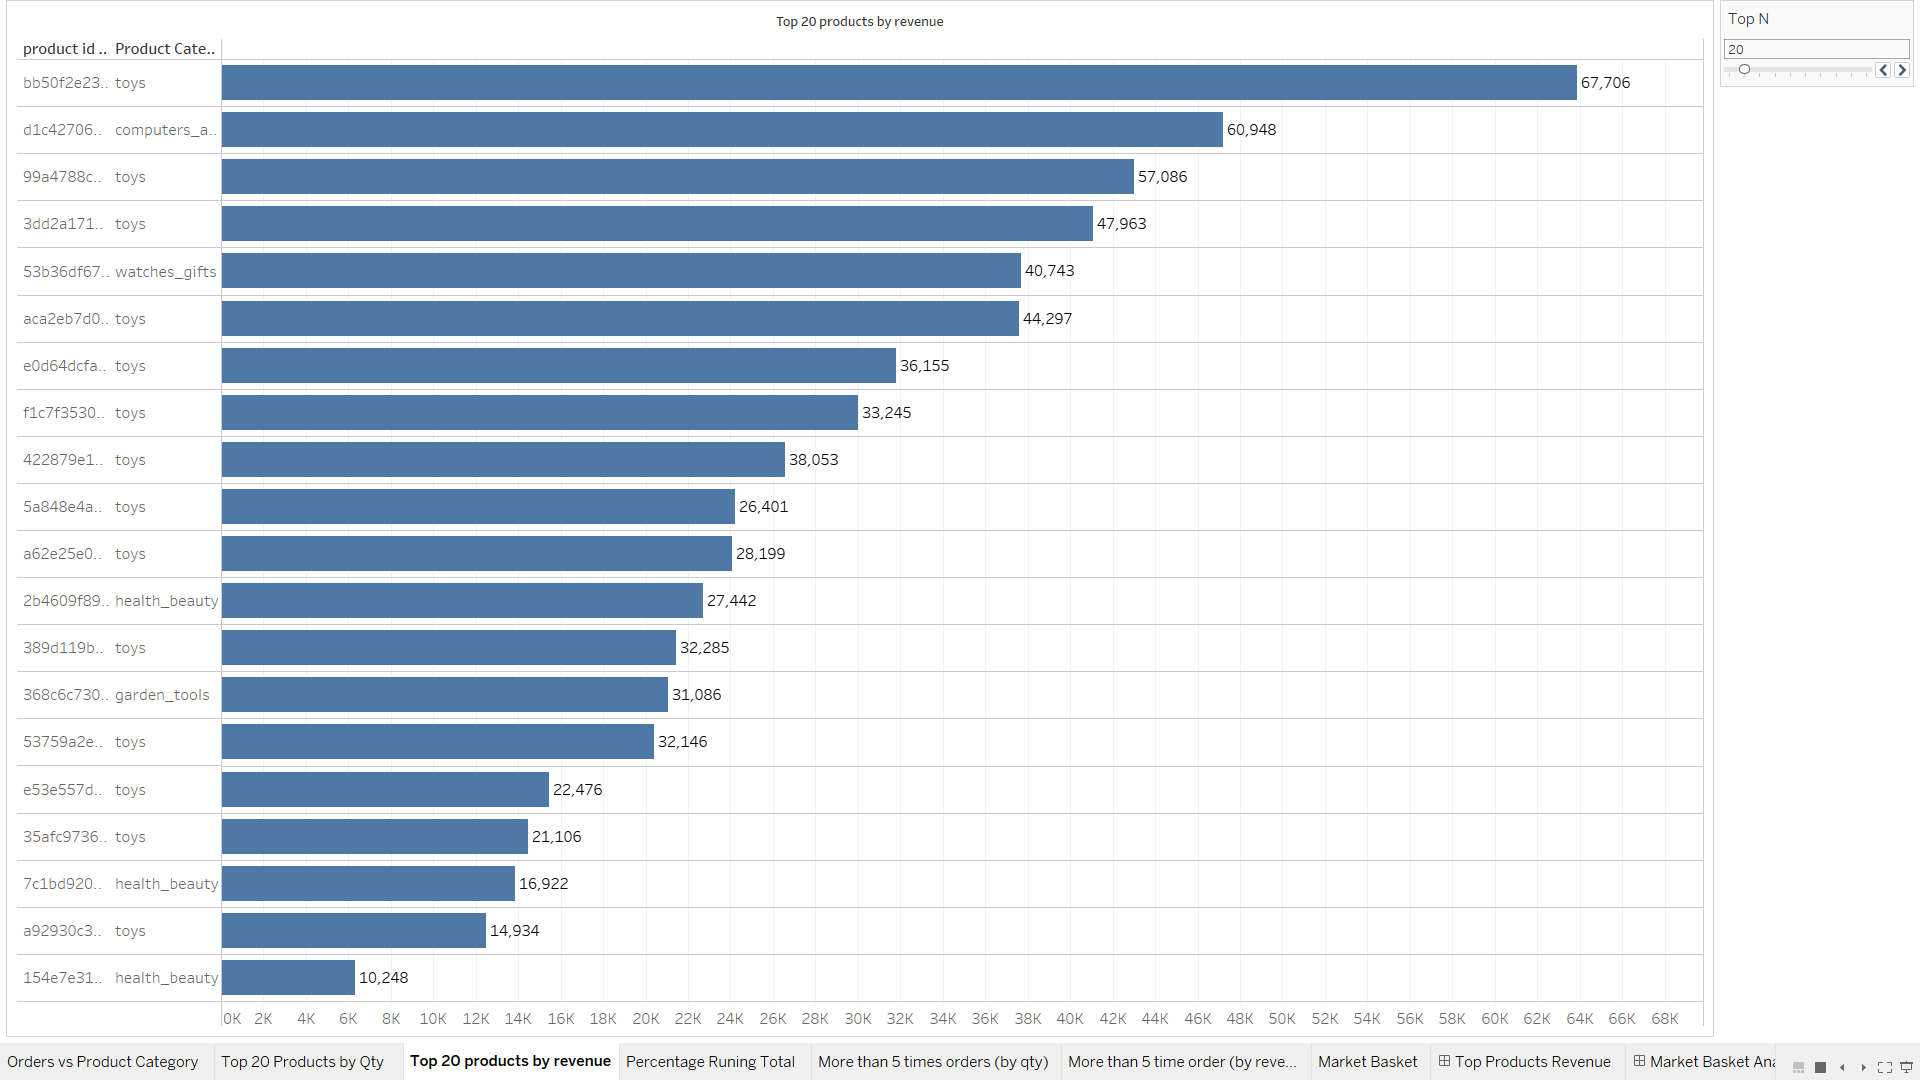 Top 20 products by revenue
Top N
20
product id .. Product Cate..
bb50f2e23.. toys 67,706
d1c42706.. computers_a.. 60,948
99a4788c.. toys 57,086
3dd2a171.. toys 47,963
53b36df67.. watches_gifts 40,743
aca2eb7d0.. toys 44,297
e0d64dcfa.. toys 36,155
f1c7f3530.. toys 33,245
422879e1.. toys 38,053
5a848e4a.. toys 26,401
a62e25e0.. toys 28,199
2b4609f89.. health_beauty 27,442
389d119b.. toys 32,285
368c6c730.. garden_tools 31,086
53759a2e.. toys 32,146
e53e557d.. toys 22,476
35afc9736.. toys 21,106
7c1bd920.. health_beauty 16,922
a92930c3.. toys 14,934
154e7e31.. health_beauty 10,248
0K 2K 4K 6K 8K 10K 12K 14K 16K 18K 20K 22K 24K 26K 28K 30K 32K 34K 36K 38K 40K 42K 44K 46K 48K 50K 52K 54K 56K 58K 60K 62K 64K 66K 68K
Orders vs Product Category Top 20 Products by Qty Top 20 products by revenue Percentage Runing Total More than 5 times orders (by qty) More than 5 time order (by reve... Market Basket Top Products Revenue Market Basket Ana